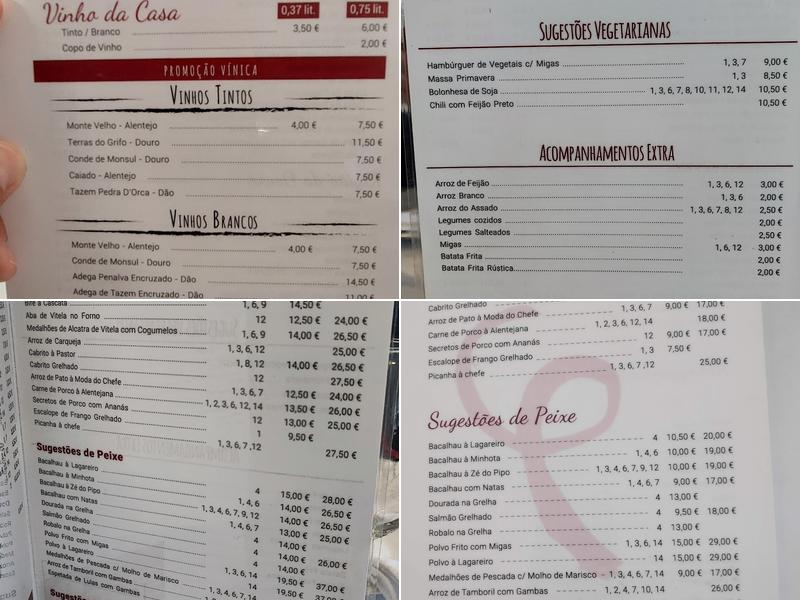 Vinho da Casa 0,37 lit. 0,75 lit.
Tinto / Branco 3,50 € 6,00 €
Copo de Vinho 2,00 €
PROMOÇÃO VÍNICA
VINHOS TINTOS
Monte Velho - Alentejo 4,00 € 7,50 €
Terras do Grifo - Douro 11,50 €
Conde de Monsul - Douro 7,50 €
Caiado - Alentejo 7,50 €
Tazem Pedra D'Orca - Dão 7,50 €
VINHOS BRANCOS
Monte Velho - Alentejo 4,00 € 7,50 €
Conde de Monsul - Douro 7,50 €
Adega Penalva Encruzado - Dão 14,50 €
Adega de Tazem Encruzado - Dão 11,00 €
SUGESTÕES VEGETARIANAS
Hambúrguer de Vegetais c/ Migas 1, 3, 7 9,00 €
Massa Primavera 1, 3 8,50 €
Bolonhesa de Soja 1, 3, 6, 7, 8, 10, 11, 12, 14 10,50 €
Chili com Feijão Preto 10,50 €
ACOMPANHAMENTOS EXTRA
Arroz de Feijão 1, 3, 6, 12 3,00 €
Arroz Branco 1, 3, 6 2,00 €
Arroz do Assado 1, 3, 6, 7, 8, 12 2,50 €
Legumes cozidos 2,00 €
Legumes Salteados 2,50 €
Migas 1, 6, 12 3,00 €
Batata Frita 2,00 €
Batata Frita Rústica 2,00 €
Bife à Cascata 1, 6, 9 14,50 €
Aba de Vitela no Forno 12 12,50 € 24,00 €
Medalhões de Alcatra de Vitela com Cogumelos 1, 6, 9 14,00 € 26,50 €
Arroz de Carqueja 1, 3, 6, 12 25,00 €
Cabrito à Pastor 1, 8, 12 14,00 € 26,50 €
Cabrito Grelhado 12 27,50 €
Arroz de Pato à Moda do Chefe 1, 3, 6, 7 12,50 € 24,00 €
Carne de Porco à Alentejana 1, 2, 3, 6, 12, 14 13,50 € 26,00 €
Secretos de Porco com Ananás 12 13,00 € 25,00 €
Escalope de Frango Grelhado 1 9,50 €
Picanha à chefe 1, 3, 6, 7 ,12 27,50 €
Sugestões de Peixe
Bacalhau à Lagareiro 4 15,00 € 28,00 €
Bacalhau à Minhota 1, 4, 6 14,00 € 26,50 €
Bacalhau à Zé do Pipo 1, 3, 4, 6, 7, 9, 12 14,00 € 26,50 €
Bacalhau com Natas 1, 4, 6, 7 13,00 € 25,00 €
Dourada na Grelha 4 14,00 €
Salmão Grelhado 4 14,00 € 26,00 €
Robalo na Grelha 4 14,00 €
Polvo Frito com Migas 1, 3, 6, 14 19,50 € 37,00 €
Polvo à Lagareiro 14 19,50 € 37,00 €
Medalhões de Pescada c/ Molho de Marisco 1, 3, 4, 6, 7, 14
Arroz de Tamboril com Gambas
Espetada de Lulas com Gambas
Cabrito Grelhado
Arroz de Pato à Moda do Chefe 1, 3, 6, 7 9,00 € 17,00 €
Carne de Porco à Alentejana 1, 2, 3, 6, 12, 14 18,00 €
Secretos de Porco com Ananás 12 9,00 € 17,00 €
Escalope de Frango Grelhado 1, 3 7,50 €
Picanha à chefe 1, 3, 6, 7 ,12 25,00 €
Sugestões de Peixe
Bacalhau à Lagareiro 4 10,50 € 20,00 €
Bacalhau à Minhota 1, 4, 6 10,00 € 19,00 €
Bacalhau à Zé do Pipo 1, 3, 4, 6, 7, 9, 12 10,00 € 19,00 €
Bacalhau com Natas 1, 4, 6, 7 9,00 € 17,00 €
Dourada na Grelha 4 13,00 €
Salmão Grelhado 4 9,50 € 18,00 €
Robalo na Grelha 4 13,00 €
Polvo Frito com Migas 1, 3, 6, 14 15,00 € 29,00 €
Polvo à Lagareiro 14 15,00 € 29,00 €
Medalhões de Pescada c/ Molho de Marisco 1, 3, 4, 6, 7, 14 9,00 € 17,00 €
Arroz de Tamboril com Gambas 1, 2, 4, 7, 10, 14 26,00 €